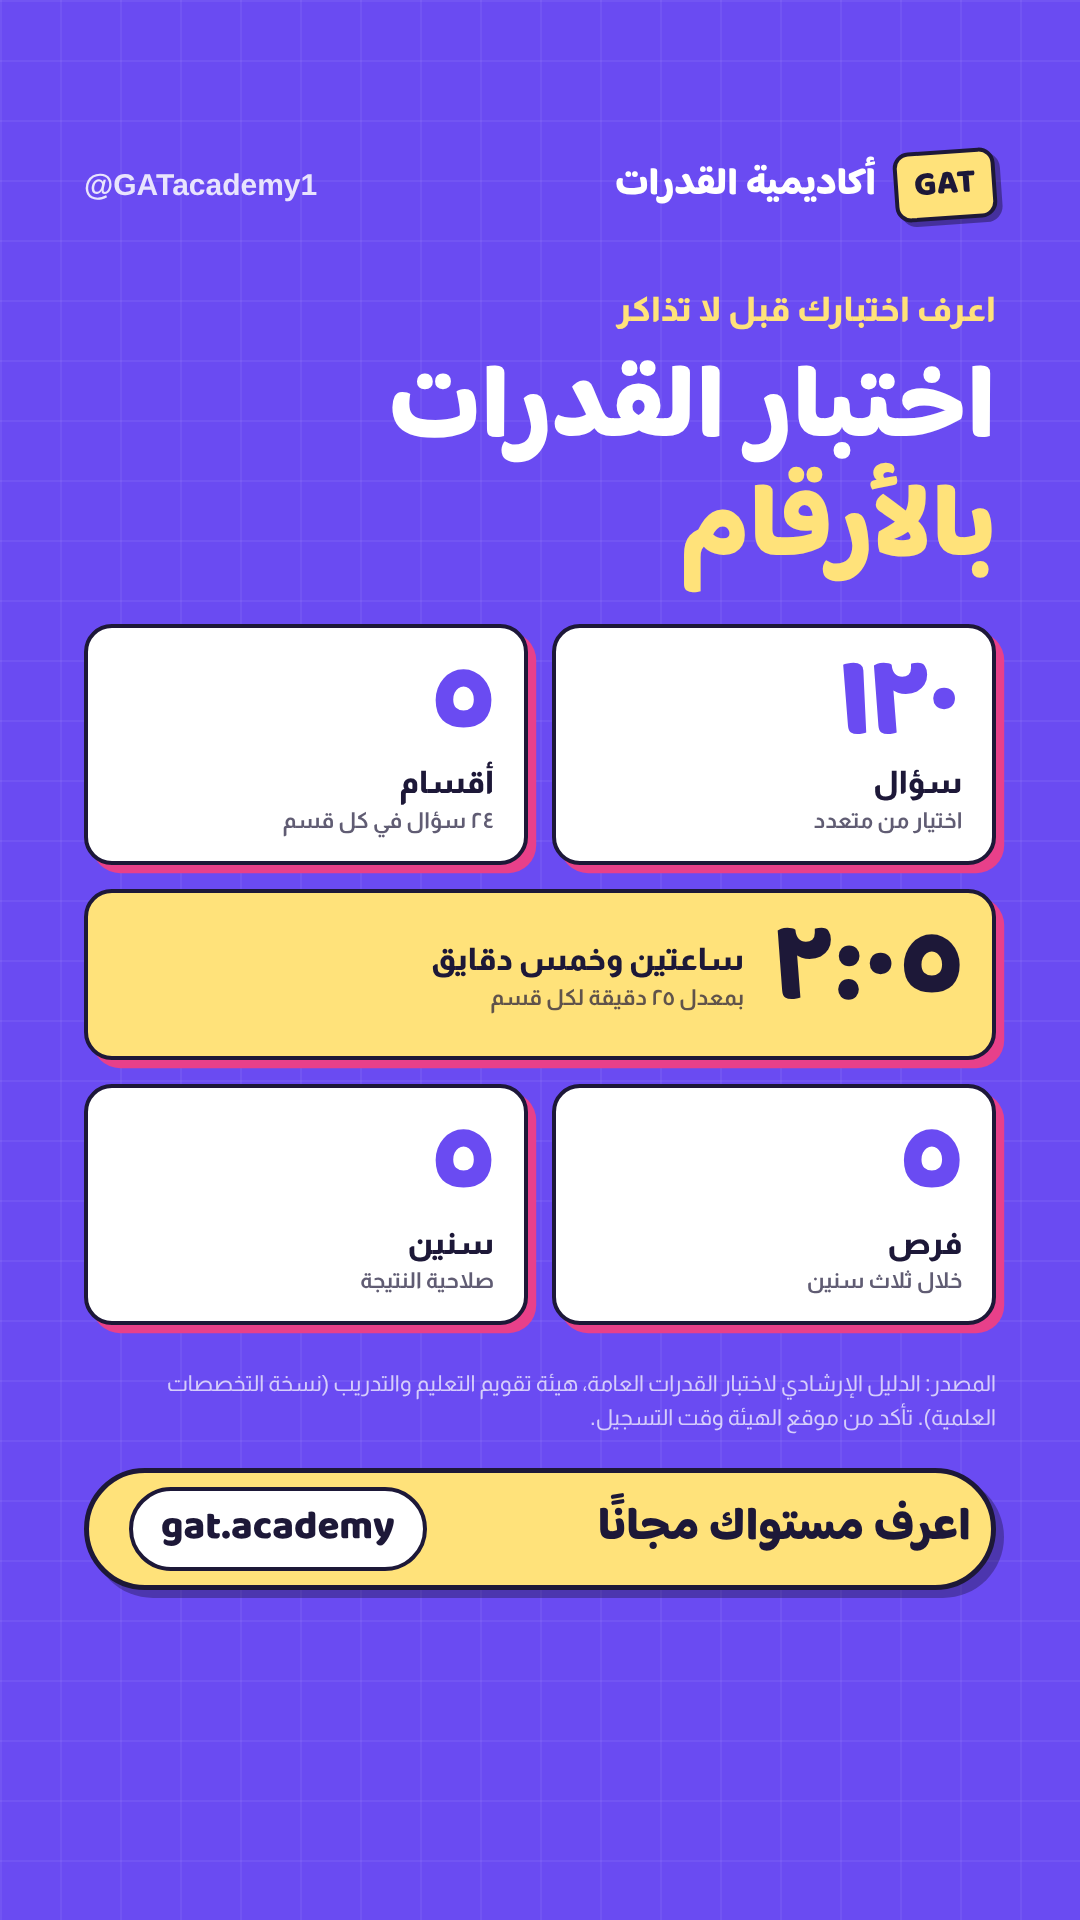 GAT
أكاديمية القدرات
@GATacademy1
اعرف اختبارك قبل لا تذاكر
اختبار القدرات
بالأرقام
١٢٠
سؤال
اختيار من متعدد
٥
أقسام
٢٤ سؤال في كل قسم
٢:٠٥
ساعتين وخمس دقايق
بمعدل ٢٥ دقيقة لكل قسم
٥
فرص
خلال ثلاث سنين
٥
سنين
صلاحية النتيجة
المصدر: الدليل الإرشادي لاختبار القدرات العامة، هيئة تقويم التعليم والتدريب (نسخة التخصصات
العلمية). تأكد من موقع الهيئة وقت التسجيل.
اعرف مستواك مجانًا
gat.academy